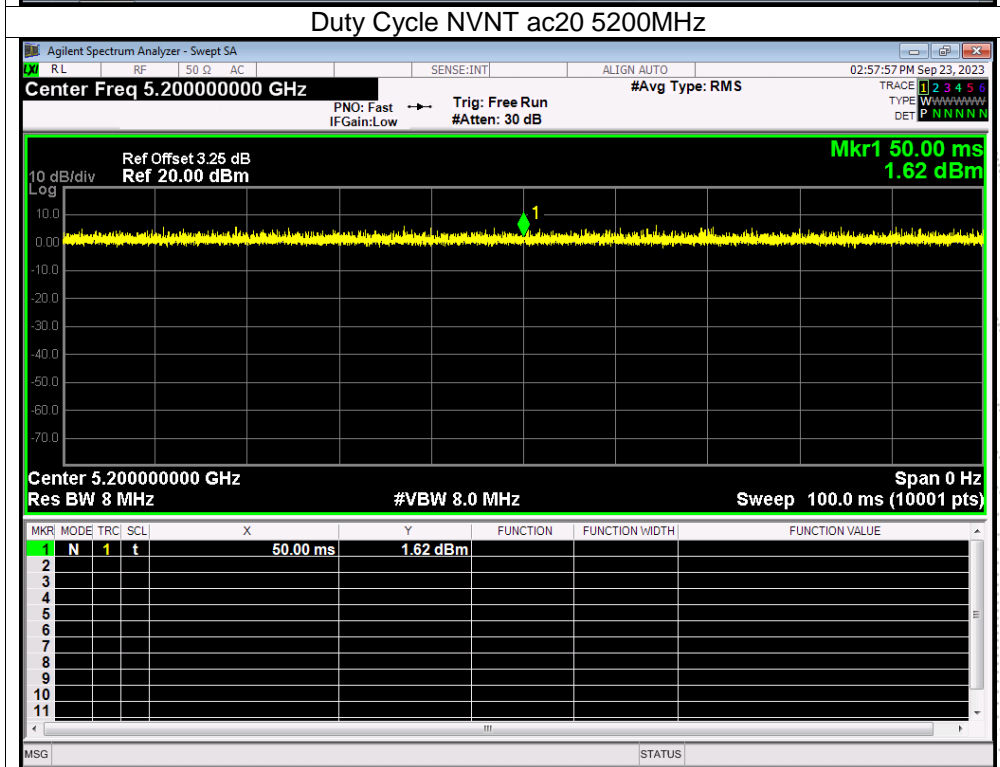 Duty Cycle NVNT ac20 5200MHz
Agilent Spectrum Analyzer - Swept SA
LXI RL RF 50 Ω AC SENSE:INT ALIGN AUTO 02:57:57 PM Sep 23, 2023
Center Freq 5.200000000 GHz #Avg Type: RMS TRACE 1 2 3 4 5 6
PNO: Fast Trig: Free Run TYPE WWWWWW
IFGain:Low #Atten: 30 dB DET P N N N N N
Mkr1 50.00 ms
Ref Offset 3.25 dB
10 dB/div Ref 20.00 dBm 1.62 dBm
Log
10.0
1
0.00
-10.0
-20.0
-30.0
-40.0
-50.0
-60.0
-70.0
Center 5.200000000 GHz Span 0 Hz
Res BW 8 MHz #VBW 8.0 MHz Sweep 100.0 ms (10001 pts)
MKR MODE TRC SCL X Y FUNCTION FUNCTION WIDTH FUNCTION VALUE
1 N 1 t 50.00 ms 1.62 dBm
2
3
4
5
6
7
8
9
10
11
MSG STATUS